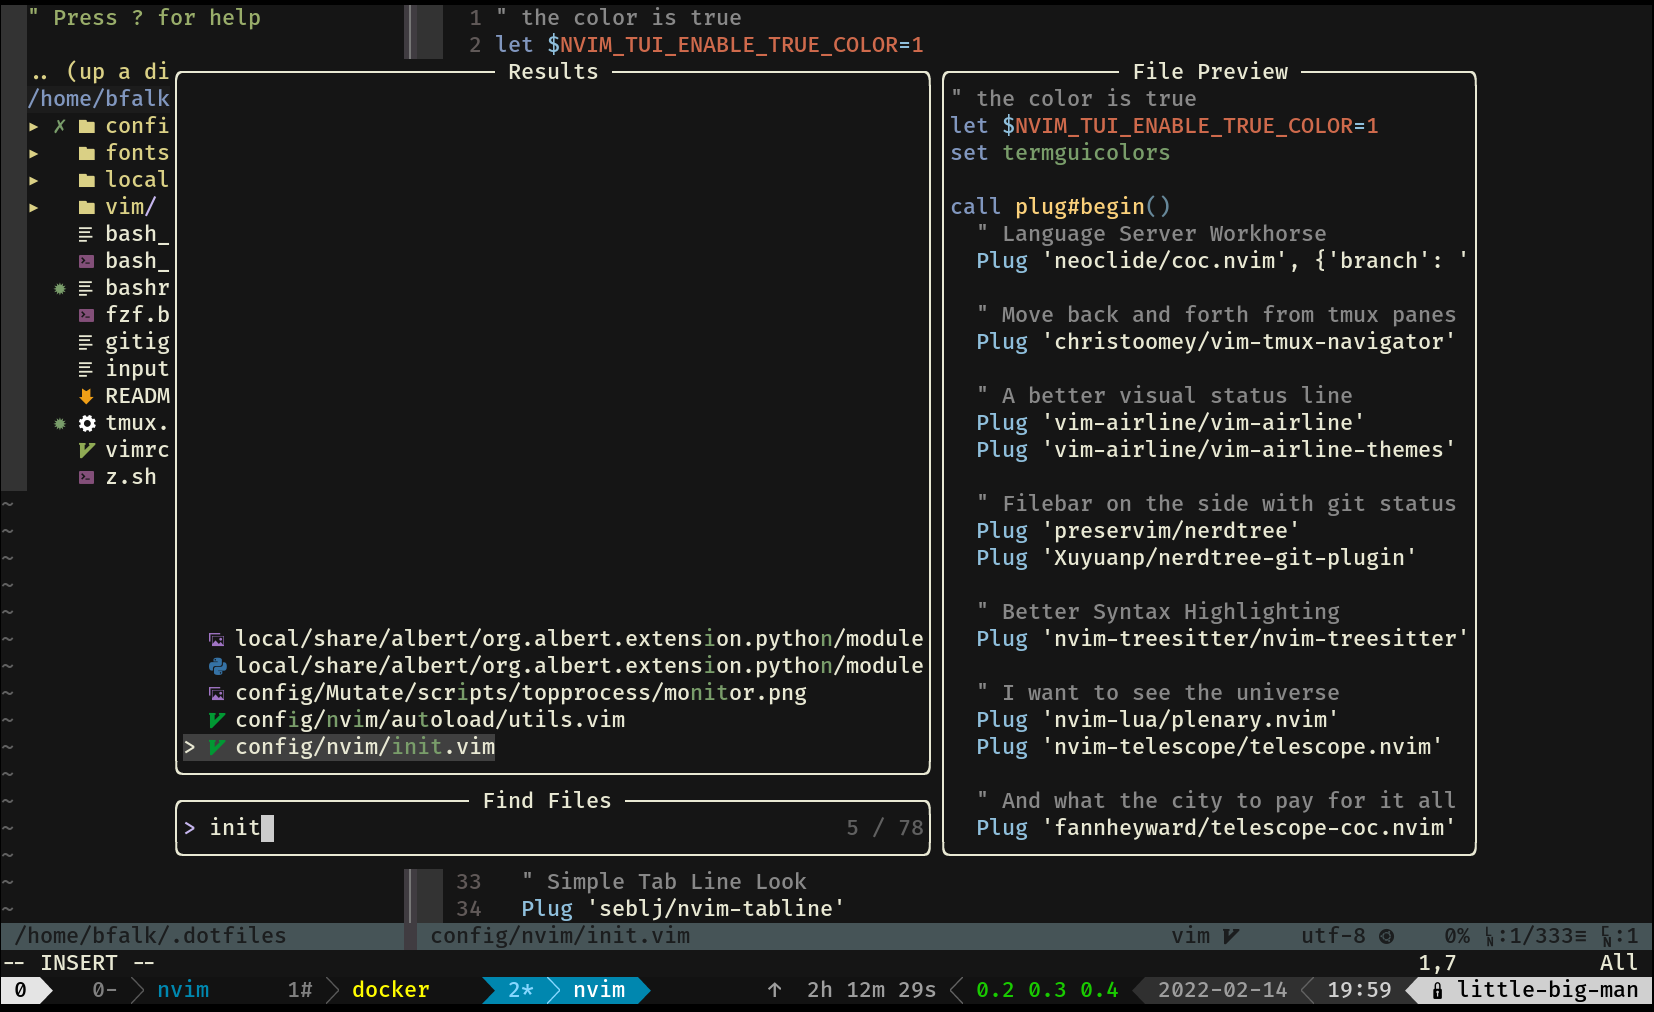 " Press ? for help
.. (up a di
/home/bfalk
▸ ✗ confi
▸ fonts
▸ local
▸ vim/
bash_
bash_
✹ bashr
fzf.b
gitig
input
READM
✹ tmux.
vimrc
z.sh
1 " the color is true
2 let $NVIM_TUI_ENABLE_TRUE_COLOR=1
Results
local/share/albert/org.albert.extension.python/module
local/share/albert/org.albert.extension.python/module
config/Mutate/scripts/topprocess/monitor.png
config/nvim/autoload/utils.vim
> config/nvim/init.vim
Find Files
> init 5 / 78
File Preview
" the color is true
let $NVIM_TUI_ENABLE_TRUE_COLOR=1
set termguicolors
call plug#begin()
" Language Server Workhorse
Plug 'neoclide/coc.nvim', {'branch': '
" Move back and forth from tmux panes
Plug 'christoomey/vim-tmux-navigator'
" A better visual status line
Plug 'vim-airline/vim-airline'
Plug 'vim-airline/vim-airline-themes'
" Filebar on the side with git status
Plug 'preservim/nerdtree'
Plug 'Xuyuanp/nerdtree-git-plugin'
" Better Syntax Highlighting
Plug 'nvim-treesitter/nvim-treesitter'
" I want to see the universe
Plug 'nvim-lua/plenary.nvim'
Plug 'nvim-telescope/telescope.nvim'
" And what the city to pay for it all
Plug 'fannheyward/telescope-coc.nvim'
33 " Simple Tab Line Look
34 Plug 'seblj/nvim-tabline'
/home/bfalk/.dotfiles config/nvim/init.vim vim utf-8 0% ␊:1/333≡ ␍:1
-- INSERT -- 1,7 All
0 0- nvim 1# docker 2* nvim ↑ 2h 12m 29s 0.2 0.3 0.4 2022-02-14 19:59 little-big-man